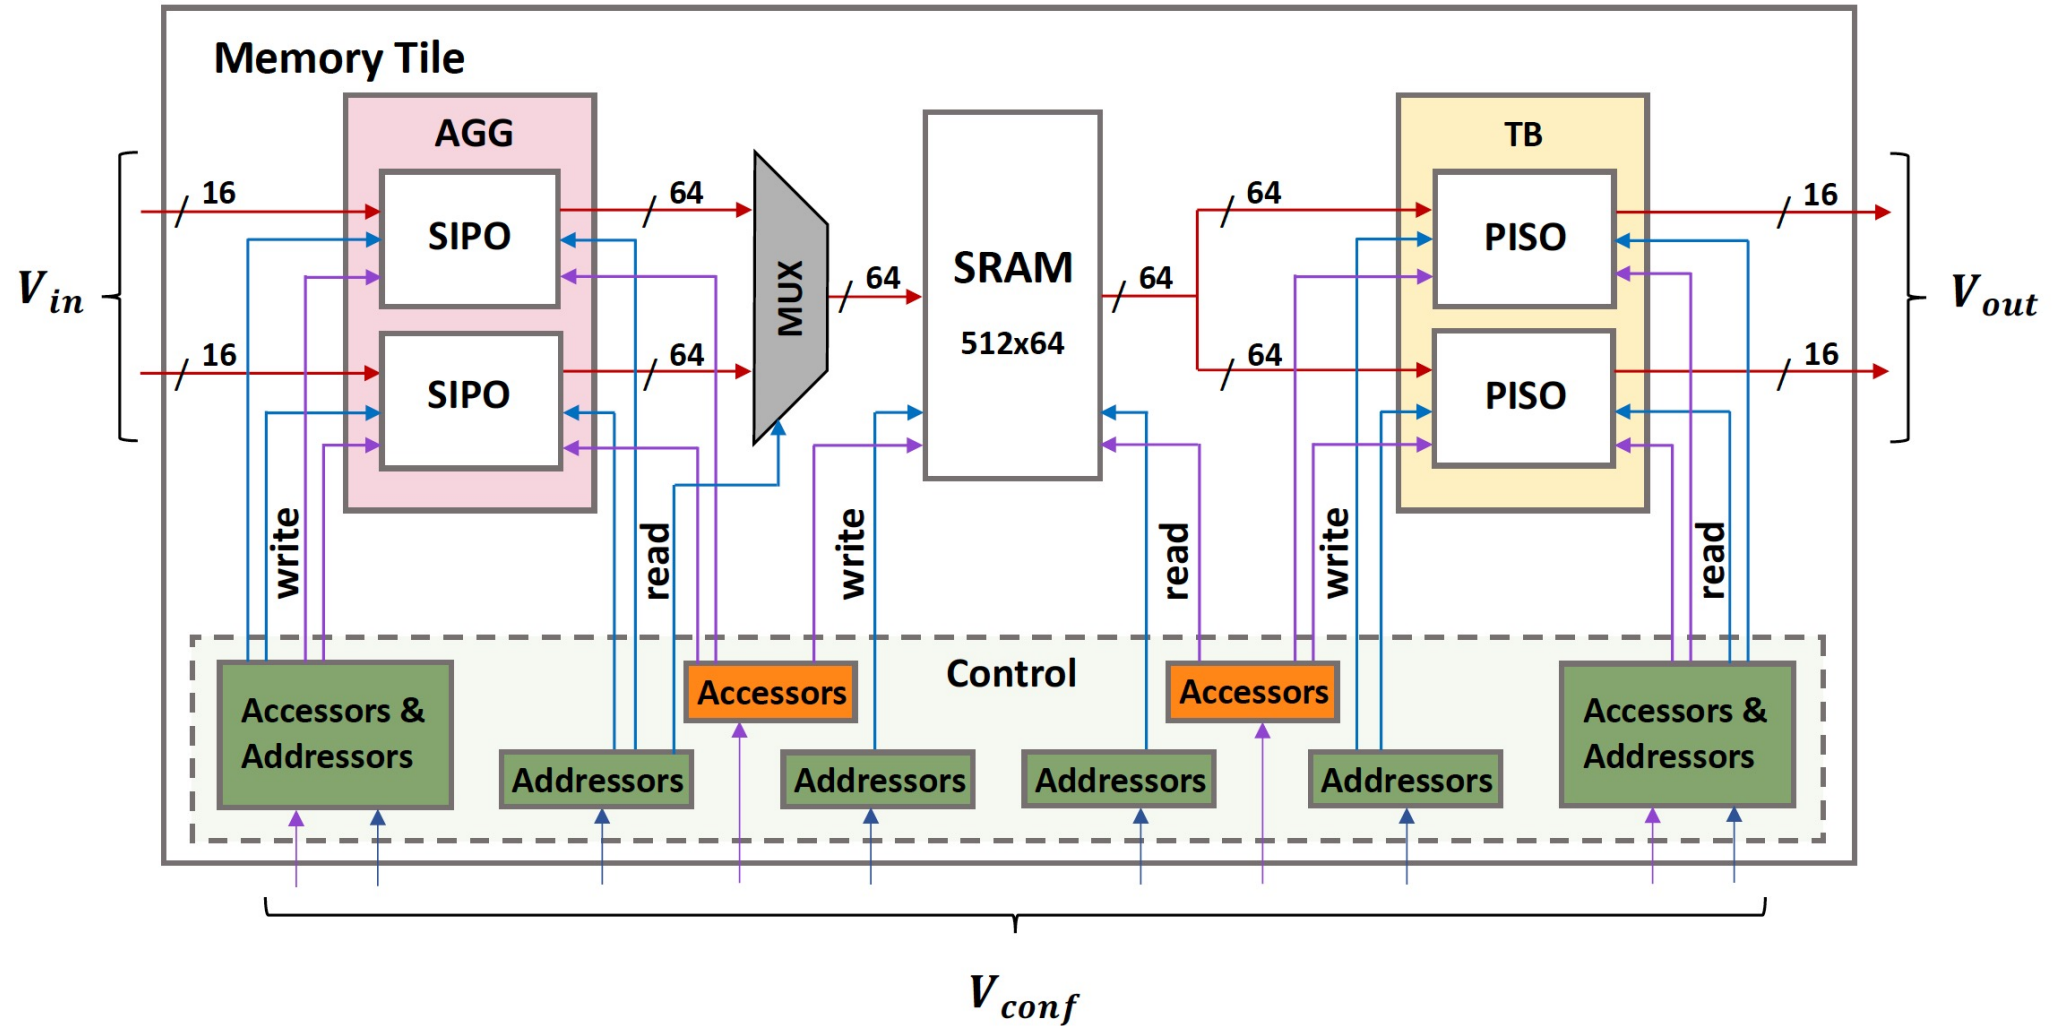 Memory Tile
AGG
TB
16
SIPO
64
MUX
64
SRAM
512x64
64
64
PISO
16
V_in
V_out
16
SIPO
64
64
PISO
16
write
read
write
read
write
read
Control
Accessors &
Addressors
Accessors
Accessors
Accessors &
Addressors
Addressors
Addressors
Addressors
Addressors
V_conf